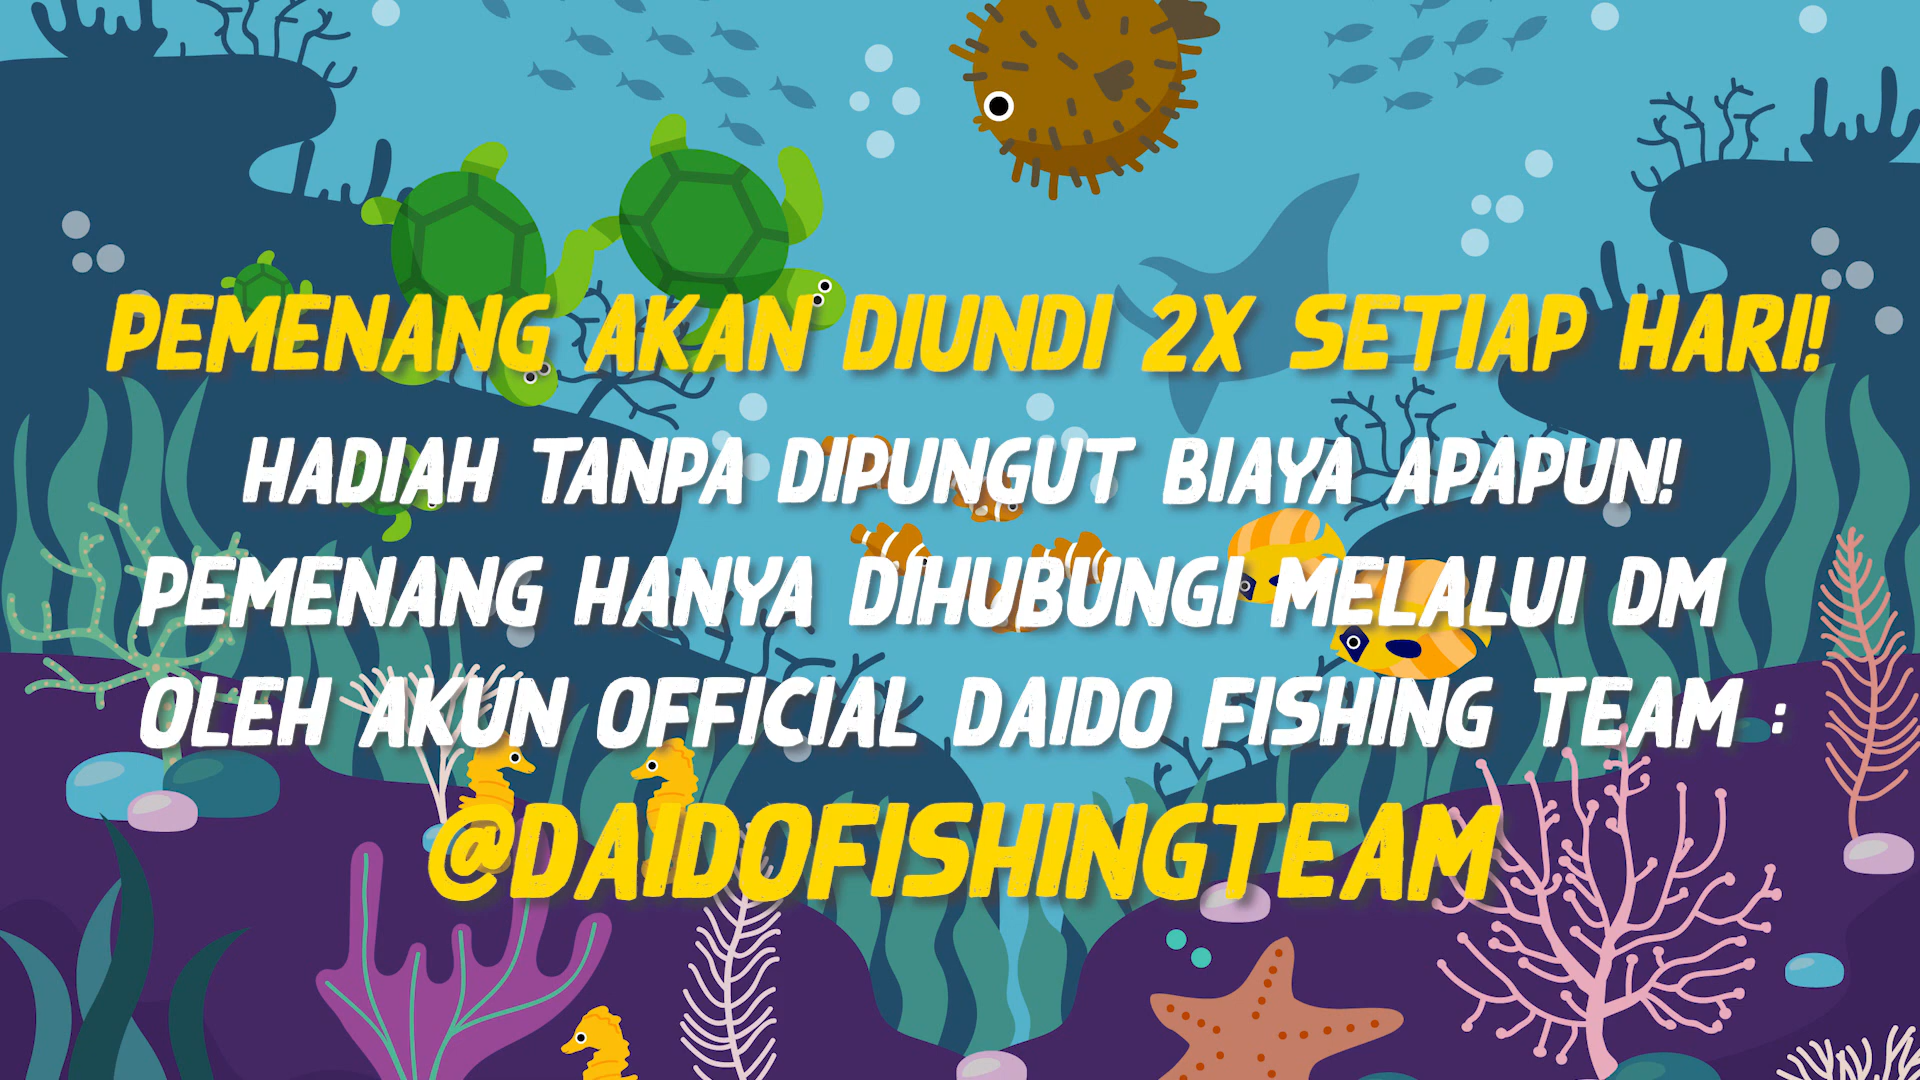 PEMENANG AKAN DIUNDI 2X SETIAP HARI!
HADIAH TANPA DIPUNGUT BIAYA APAPUN!
PEMENANG HANYA DIHUBUNGI MELALUI DM
OLEH AKUN OFFICIAL DAIDO FISHING TEAM :
@DAIDOFISHINGTEAM